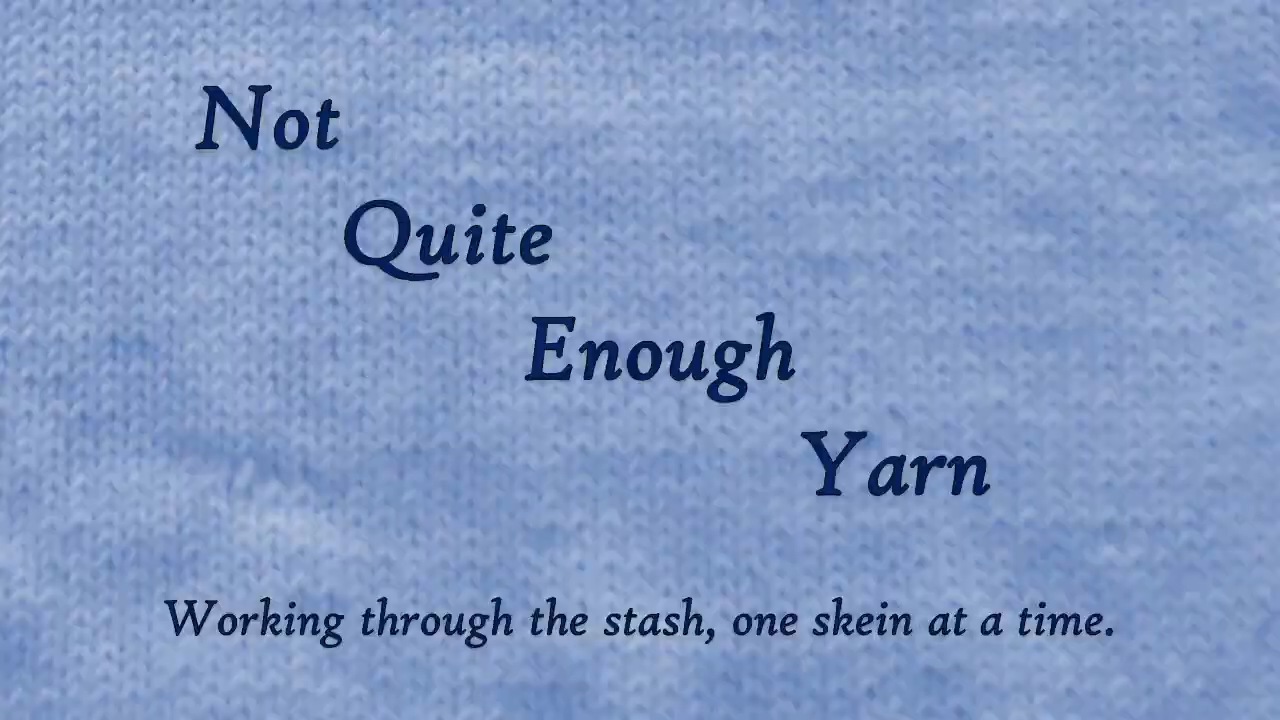 Not
Quite
Enough
Yarn
Working through the stash, one skein at a time.